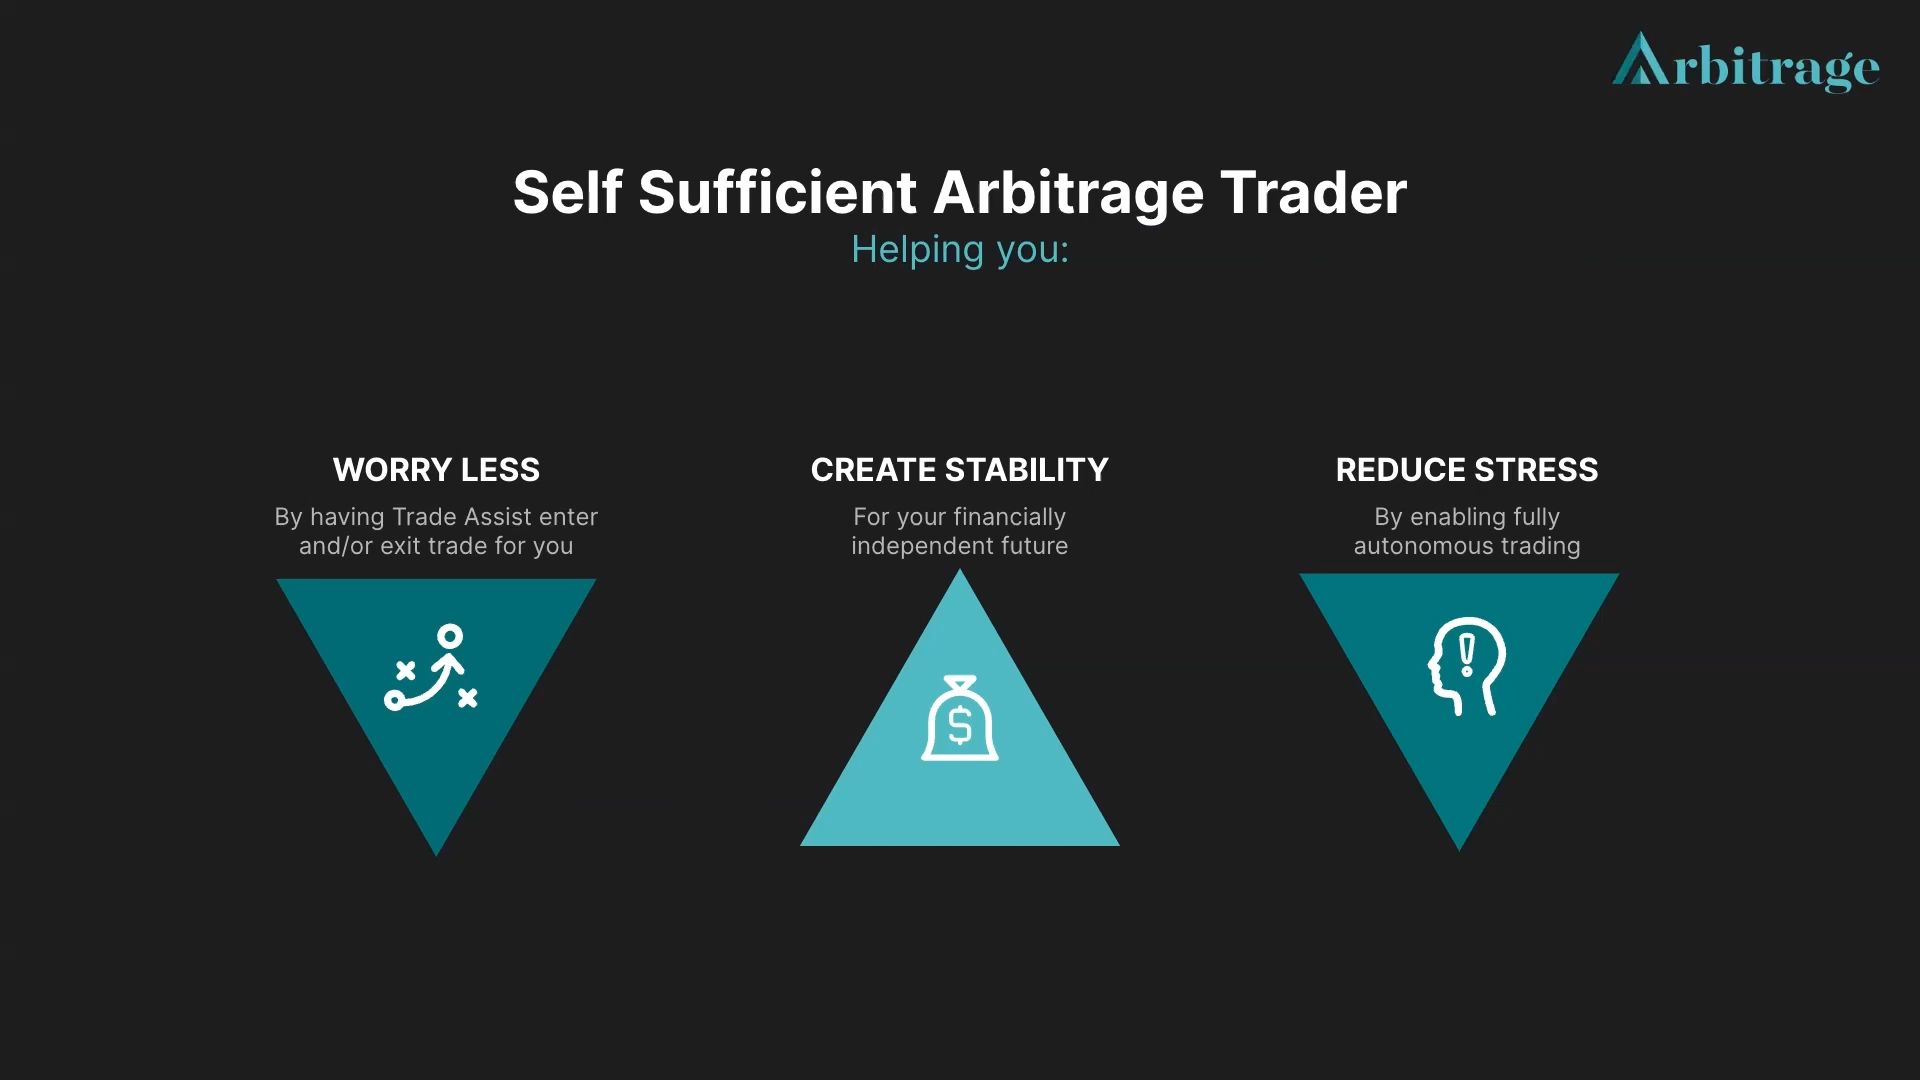 Arbitrage
Self Sufficient Arbitrage Trader
Helping you:
WORRY LESS
By having Trade Assist enter
and/or exit trade for you
CREATE STABILITY
For your financially
independent future
REDUCE STRESS
By enabling fully
autonomous trading
$
!